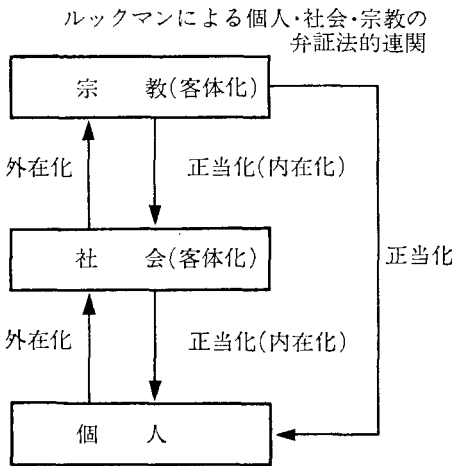 ルックマンによる個人・社会・宗教の
弁証法的連関
宗 教(客体化)
外在化
正当化(内在化)
社 会(客体化)
正当化
外在化
正当化(内在化)
個 人